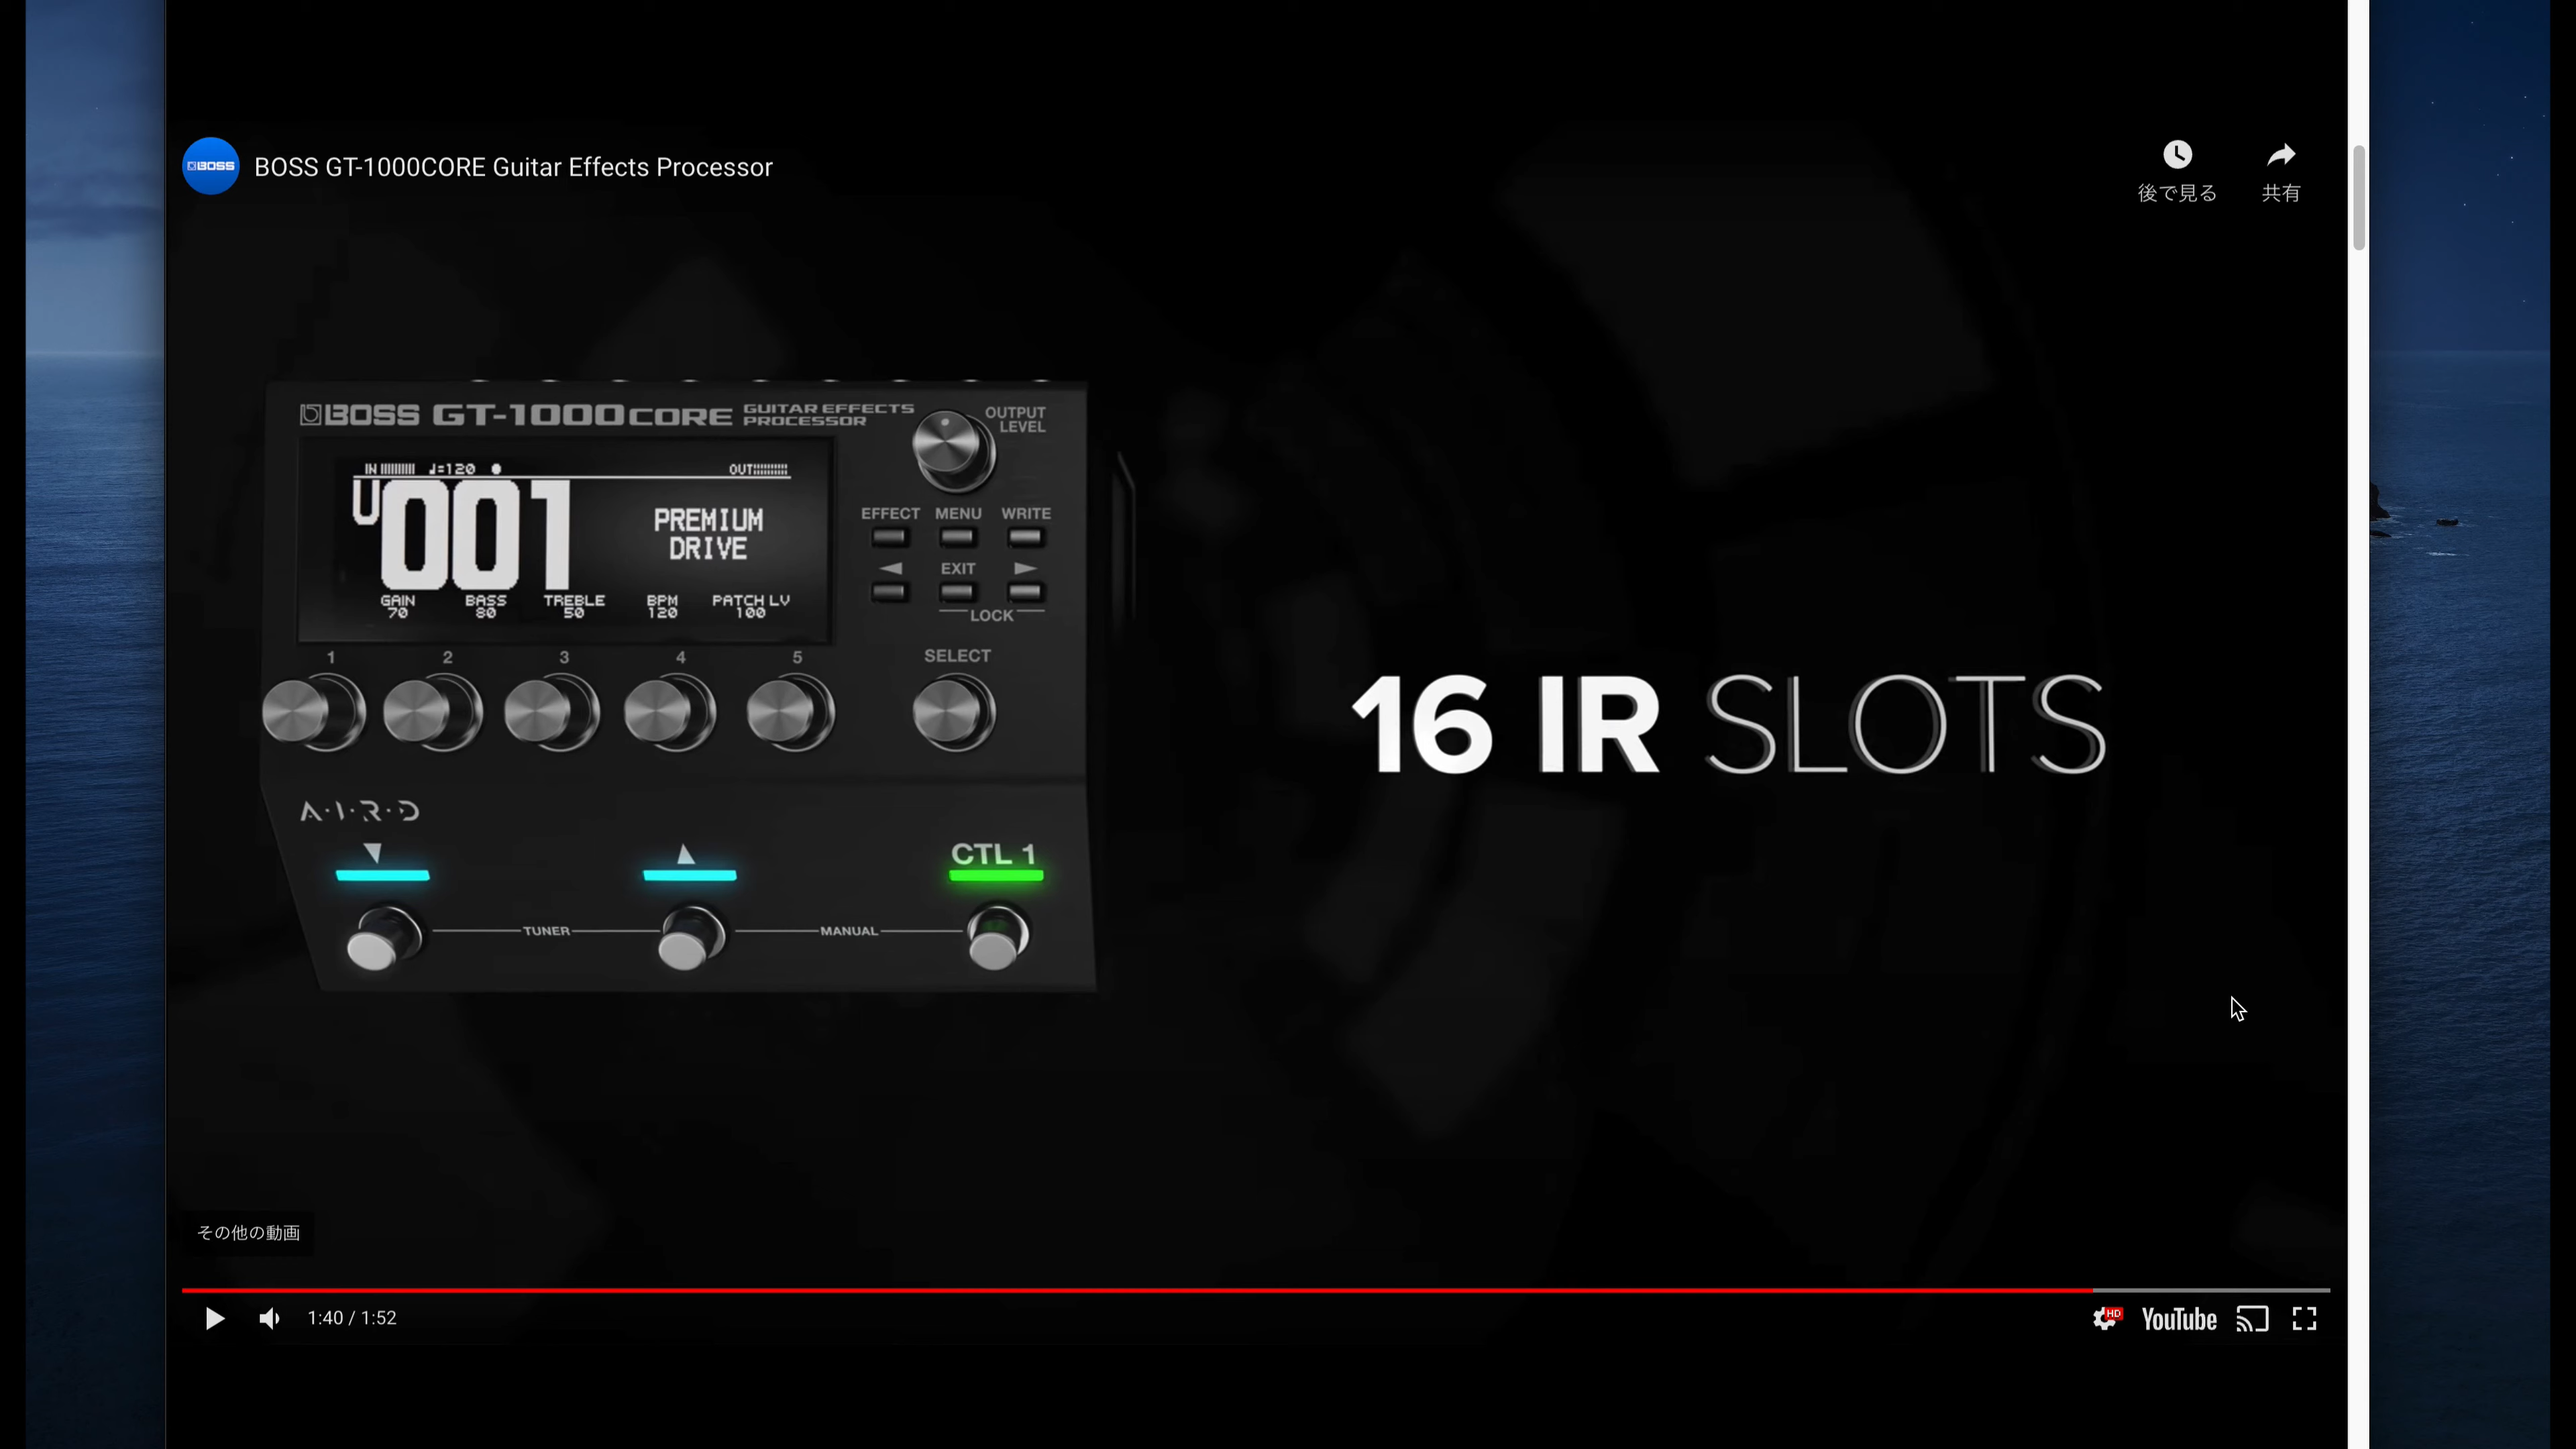 BOSS
BOSS GT-1000CORE Guitar Effects Processor
後で見る
共有
BOSS GT-1000CORE GUITAR EFFECTS
PROCESSOR
OUTPUT
LEVEL
IN ♩=120 OUT
U001
PREMIUM
DRIVE
GAIN BASS TREBLE BPM PATCH LV
70 80 50 120 100
EFFECT MENU WRITE
EXIT
LOCK
1 2 3 4 5
SELECT
16 IR SLOTS
A·I·R·D
CTL 1
TUNER MANUAL
その他の動画
1:40 / 1:52
HD
YouTube